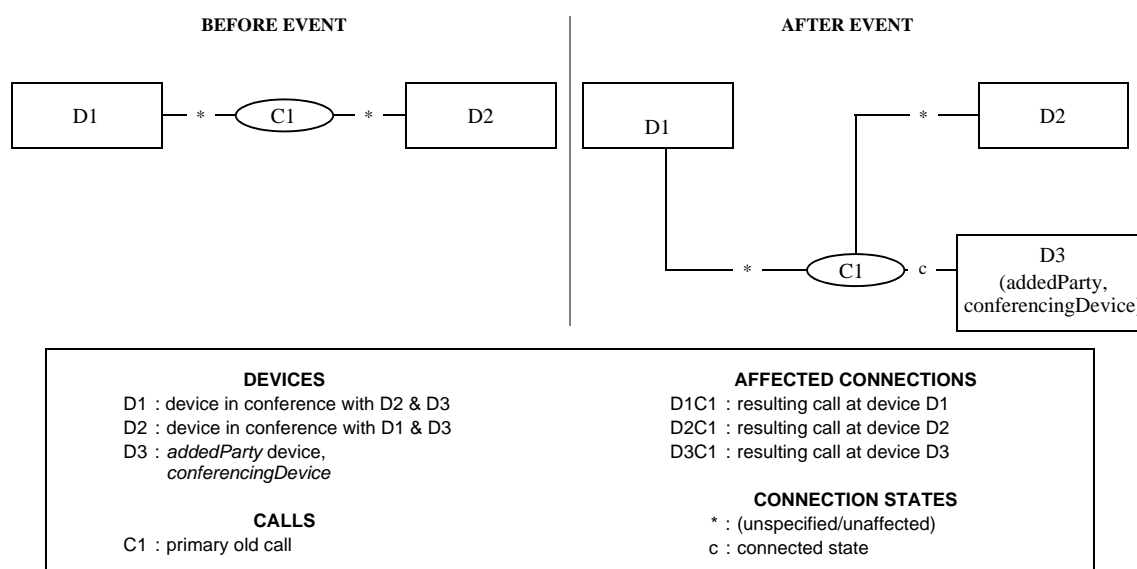 BEFORE EVENT
AFTER EVENT
D1 * C1 * D2
D1
* D2
* C1 c
D3
(addedParty,
conferencingDevice)
DEVICES
D1 : device in conference with D2 & D3
D2 : device in conference with D1 & D3
D3 : addedParty device,
conferencingDevice
CALLS
C1 : primary old call
AFFECTED CONNECTIONS
D1C1 : resulting call at device D1
D2C1 : resulting call at device D2
D3C1 : resulting call at device D3
CONNECTION STATES
* : (unspecified/unaffected)
c : connected state